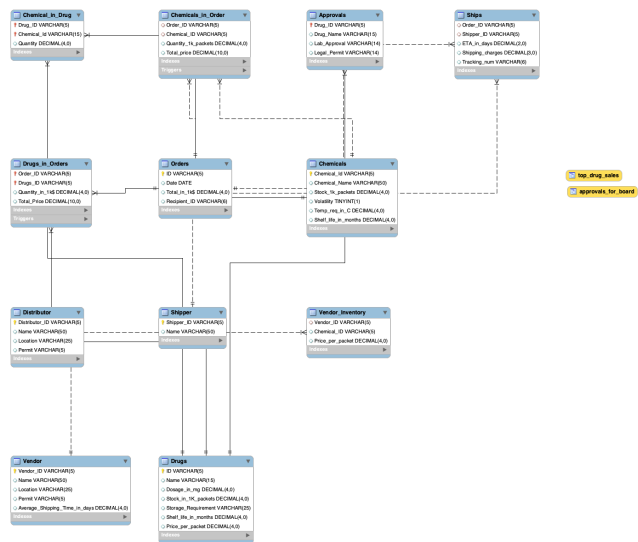 Chemical_in_Drug
Drug_ID VARCHAR(5)
Chemical_Id VARCHAR(15)
Quantity DECIMAL(4,0)
Indexes
Chemicals_in_Order
Order_ID VARCHAR(5)
Chemical_ID VARCHAR(5)
Quantity_1k_packets DECIMAL(4,0)
Total_price DECIMAL(10,0)
Indexes
Triggers
Approvals
Drug_ID VARCHAR(5)
Drug_Name VARCHAR(15)
Lab_Approval VARCHAR(14)
Legal_Permit VARCHAR(14)
Indexes
Ships
Order_ID VARCHAR(5)
Shipper_ID VARCHAR(5)
ETA_in_days DECIMAL(2,0)
Shipping_charges DECIMAL(3,0)
Tracking_num VARCHAR(6)
Indexes
Drugs_in_Orders
Order_ID VARCHAR(5)
Drugs_ID VARCHAR(5)
Quantity_in_1k$ DECIMAL(4,0)
Total_Price DECIMAL(10,0)
Indexes
Triggers
Orders
ID VARCHAR(5)
Date DATE
Total_in_1k$ DECIMAL(4,0)
Recipient_ID VARCHAR(6)
Indexes
Chemicals
Chemical_Id VARCHAR(5)
Chemical_Name VARCHAR(50)
Stock_1k_packets DECIMAL(4,0)
Volatility TINYINT(1)
Temp_req_in_C DECIMAL(4,0)
Shelf_life_in_months DECIMAL(4,0)
Indexes
top_drug_sales
approvals_for_board
Distributor
Distributor_ID VARCHAR(5)
Name VARCHAR(50)
Location VARCHAR(25)
Permit VARCHAR(5)
Indexes
Shipper
Shipper_ID VARCHAR(5)
Name VARCHAR(50)
Indexes
Vendor_Inventory
Vendor_ID VARCHAR(5)
Chemical_ID VARCHAR(5)
Price_per_packet DECIMAL(4,0)
Indexes
Vendor
Vendor_ID VARCHAR(5)
Name VARCHAR(50)
Location VARCHAR(25)
Permit VARCHAR(5)
Average_Shipping_Time_in_days DECIMAL(4,0)
Indexes
Drugs
ID VARCHAR(5)
Name VARCHAR(15)
Dosage_in_mg DECIMAL(4,0)
Stock_in_1K_packets DECIMAL(4,0)
Storage_Requirement VARCHAR(25)
Shelf_life_in_months DECIMAL(4,0)
Price_per_packet DECIMAL(4,0)
Indexes